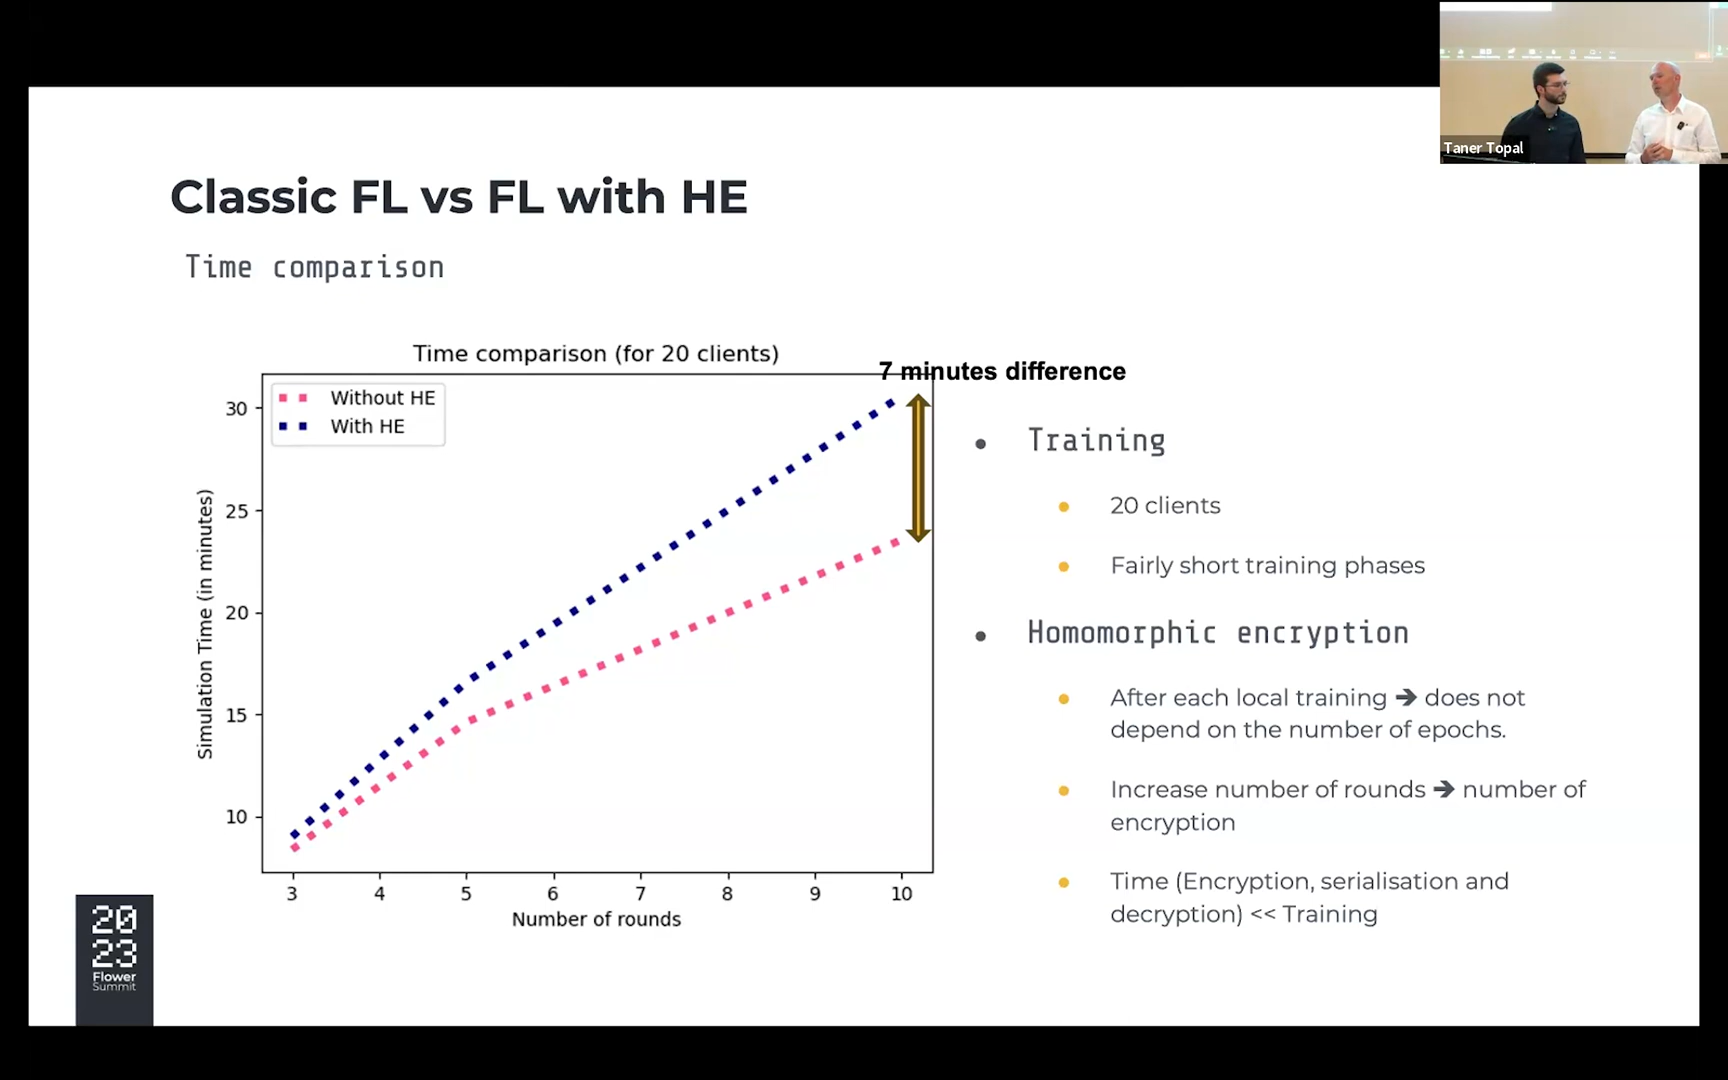 Taner Topal
Classic FL vs FL with HE
Time comparison
Time comparison (for 20 clients)
7 minutes difference
Without HE
With HE
30
25
20
15
10
Simulation Time (in minutes)
3 4 5 6 7 8 9 10
Number of rounds
• Training
• 20 clients
• Fairly short training phases
• Homomorphic encryption
• After each local training ➔ does not
depend on the number of epochs.
• Increase number of rounds ➔ number of
encryption
• Time (Encryption, serialisation and
decryption) << Training
20
23
Flower
Summit